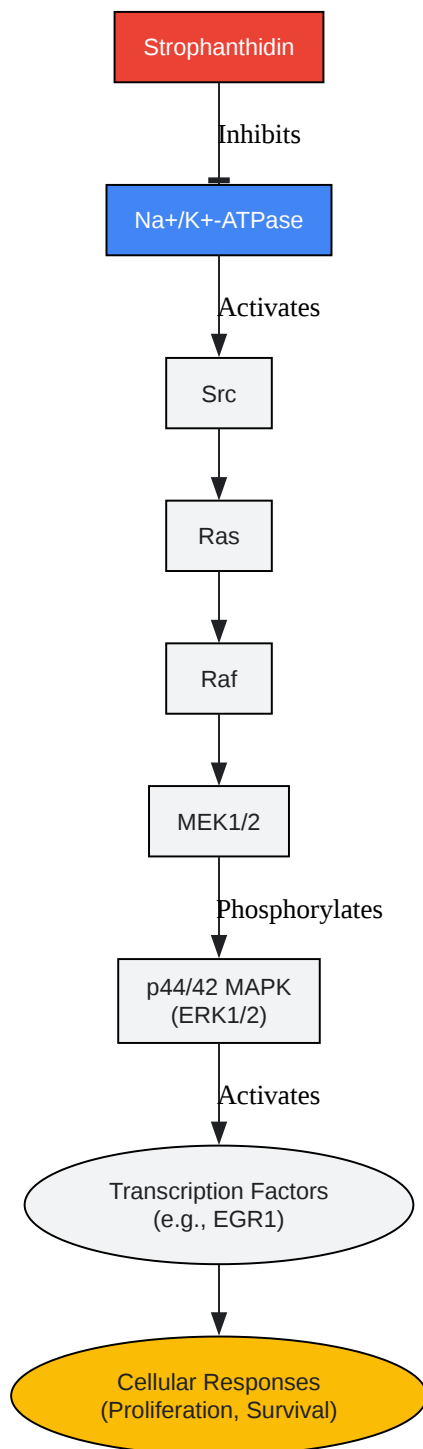 Strophanthidin
Inhibits
Na+/K+-ATPase
Activates
Src
Ras
Raf
MEK1/2
Phosphorylates
p44/42 MAPK
(ERK1/2)
Activates
Transcription Factors
(e.g., EGR1)
Cellular Responses
(Proliferation, Survival)